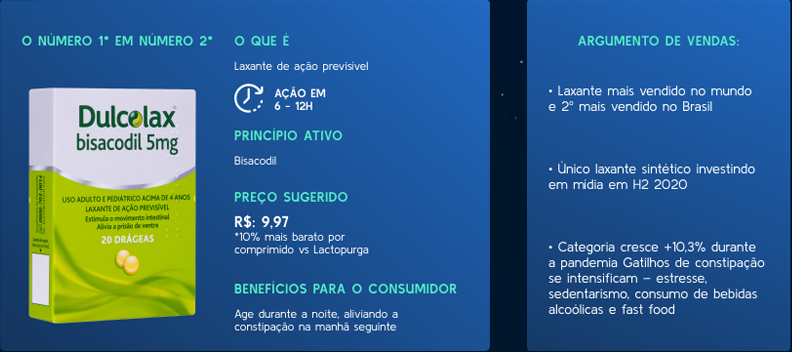 O NÚMERO 1* EM NÚMERO 2*
Dulcolax
bisacodil 5mg
USO ADULTO E PEDIÁTRICO ACIMA DE 4 ANOS
LAXANTE DE AÇÃO PREVISÍVEL
Estimula o movimento intestinal
Alivia a prisão de ventre
20 DRÁGEAS
O QUE É
Laxante de ação previsível
AÇÃO EM
6 - 12H
PRINCÍPIO ATIVO
Bisacodil
PREÇO SUGERIDO
R$: 9,97
*10% mais barato por
comprimido vs Lactopurga
BENEFÍCIOS PARA O CONSUMIDOR
Age durante a noite, aliviando a
constipação na manhã seguinte
ARGUMENTO DE VENDAS:
• Laxante mais vendido no mundo
e 2º mais vendido no Brasil
• Único laxante sintético investindo
em mídia em H2 2020
• Categoria cresce +10,3% durante
a pandemia Gatilhos de constipação
se intensificam – estresse,
sedentarismo, consumo de bebidas
alcoólicas e fast food